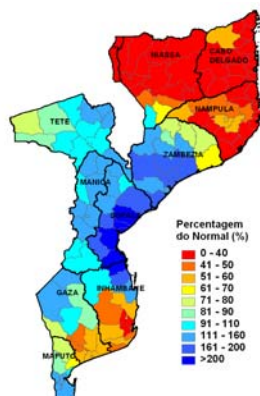 NIASSA
CABO
DELGADO
NAMPULA
TETE
ZAMBEZIA
MANICA
SOFALA
GAZA
INHAMBANE
MAPUTO
Percentagem
do Normal (%)
0 - 40
41 - 50
51 - 60
61 - 70
71 - 80
81 - 90
91 - 110
111 - 160
161 - 200
>200